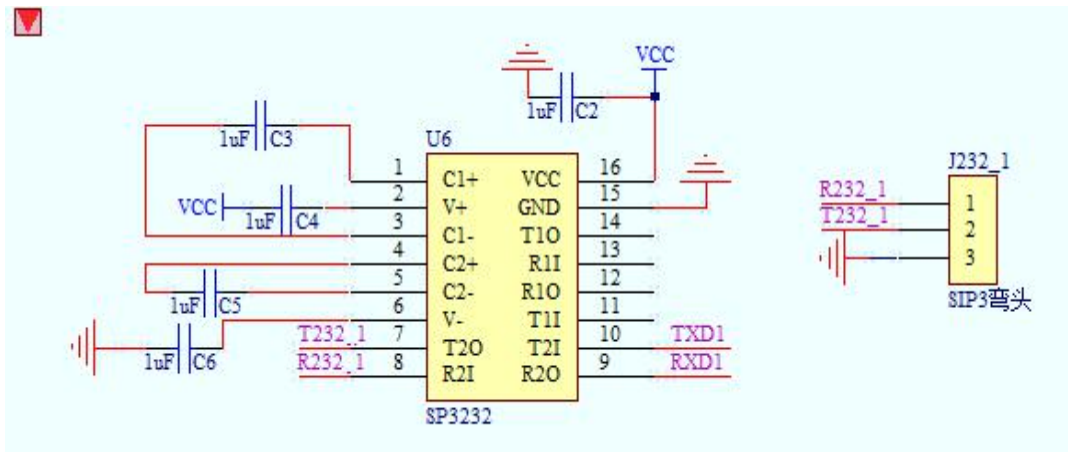 VCC
1uF C2
1uF C3
U6
J232_1
1 C1+ VCC 16
2 V+ GND 15
3 C1- T1O 14
4 C2+ R1I 13
5 C2- R1O 12
6 V- T1I 11
T232_1 7 T2O T2I 10 TXD1
R232_1 8 R2I R2O 9 RXD1
VCC 1uF C4
1uF C5
1uF C6
SP3232
R232_1 1
T232_1 2
3
SIP3弯头